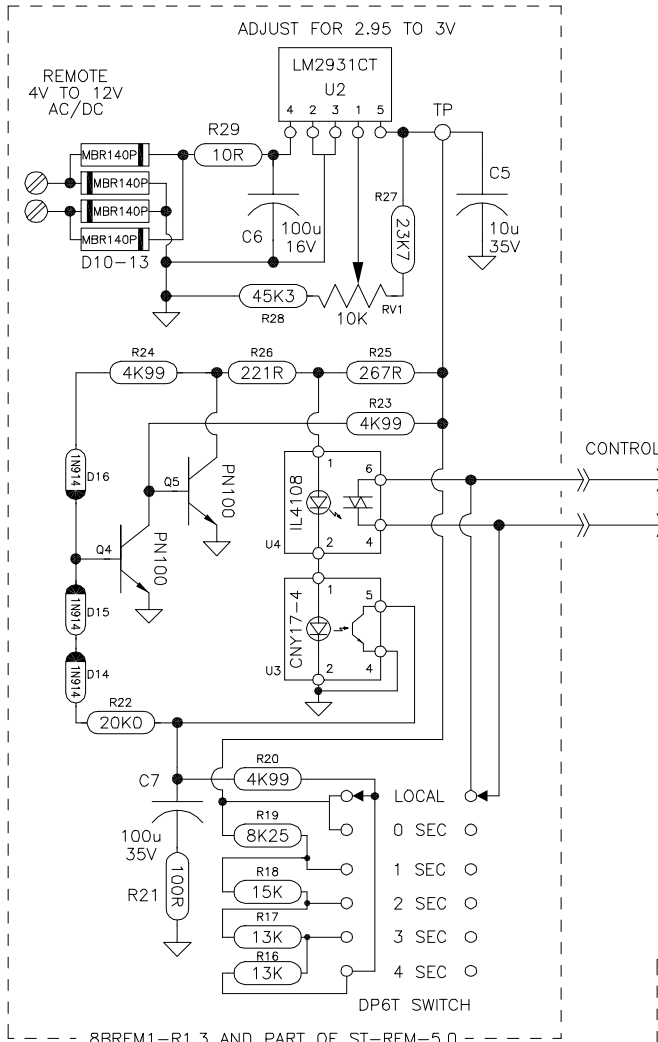 ADJUST FOR 2.95 TO 3V
LM2931CT
U2
4 2 3 1 5
TP
REMOTE
4V TO 12V
AC/DC
R29
10R
MBR140P
MBR140P
MBR140P
MBR140P
D10-13
C6
100u
16V
R27
23K7
C5
10u
35V
45K3
R28
10K
RV1
R24
4K99
R26
221R
R25
267R
R23
4K99
1N914
D16
Q5
PN100
Q4
PN100
1
6
IL4108
U4
2
4
CONTROL
1N914
D15
1
5
CNY17-4
U3
2
4
1N914
D14
R22
20K0
C7
100u
35V
R21
100R
R20
4K99
R19
8K25
R18
15K
R17
13K
R16
13K
LOCAL
0 SEC
1 SEC
2 SEC
3 SEC
4 SEC
DP6T SWITCH
8BREM1-R1.3 AND PART OF ST-REM-5.0